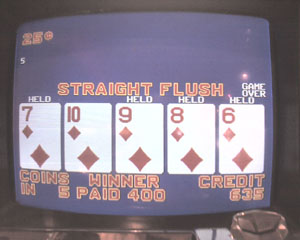 25¢
5
STRAIGHT FLUSH
GAME OVER
HELD HELD HELD
7 10 9 8 6
COINS IN 5
WINNER PAID 400
CREDIT 635